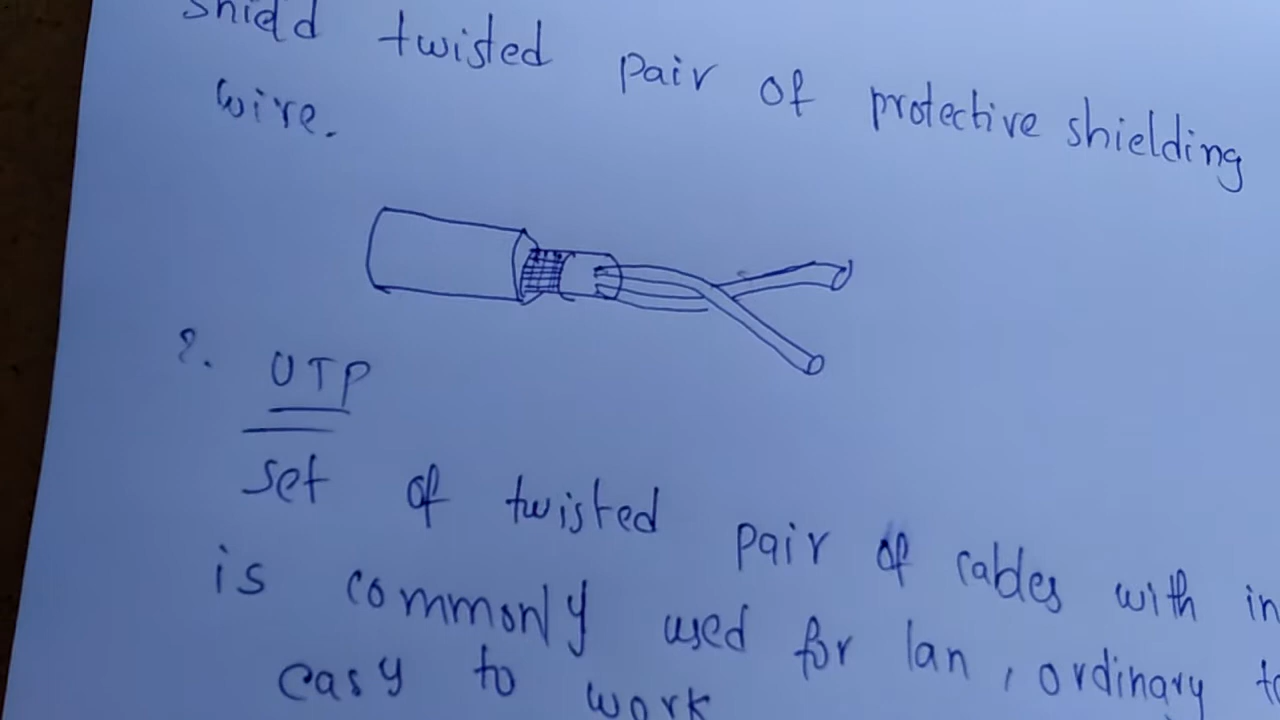 shield twisted pair of protective shielding
wire.
2. UTP
set of twisted pair of cables with in
is commonly used for lan, ordinary
easy to work